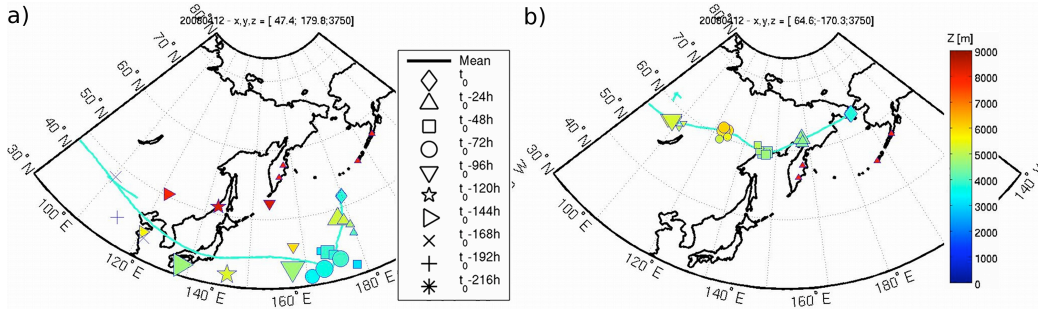 a)
20080412 - x,y,z = [ 47.4; 179.8;3750]
80° N
70° N
60° N
50° N
40° N
30° N
100° E
120° E
140° E
160° E
180° E
Mean
t0
t0-24h
t0-48h
t0-72h
t0-96h
t0-120h
t0-144h
t0-168h
t0-192h
t0-216h
° W
b)
20080412 - x,y,z = [ 64.6;-170.3;3750]
80° N
70° N
60° N
50° N
40° N
30° N
100° E
120° E
140° E
160° E
180° E
140° W
Z [m]
9000
8000
7000
6000
5000
4000
3000
2000
1000
0